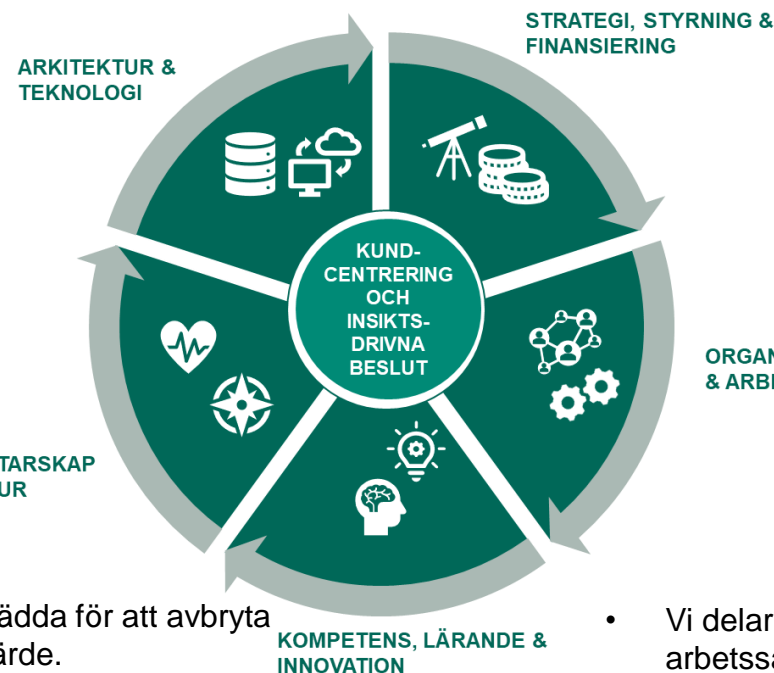 STRATEGI, STYRNING &
FINANSIERING
ARKITEKTUR &
TEKNOLOGI
KUND-
CENTRERING
OCH
INSIKTS-
DRIVNA
BESLUT
ORGAN
& ARB
TARSKAP
UR
KOMPETENS, LÄRANDE &
INNOVATION
ädda för att avbryta
ärde.
• Vi delar
arbetssä